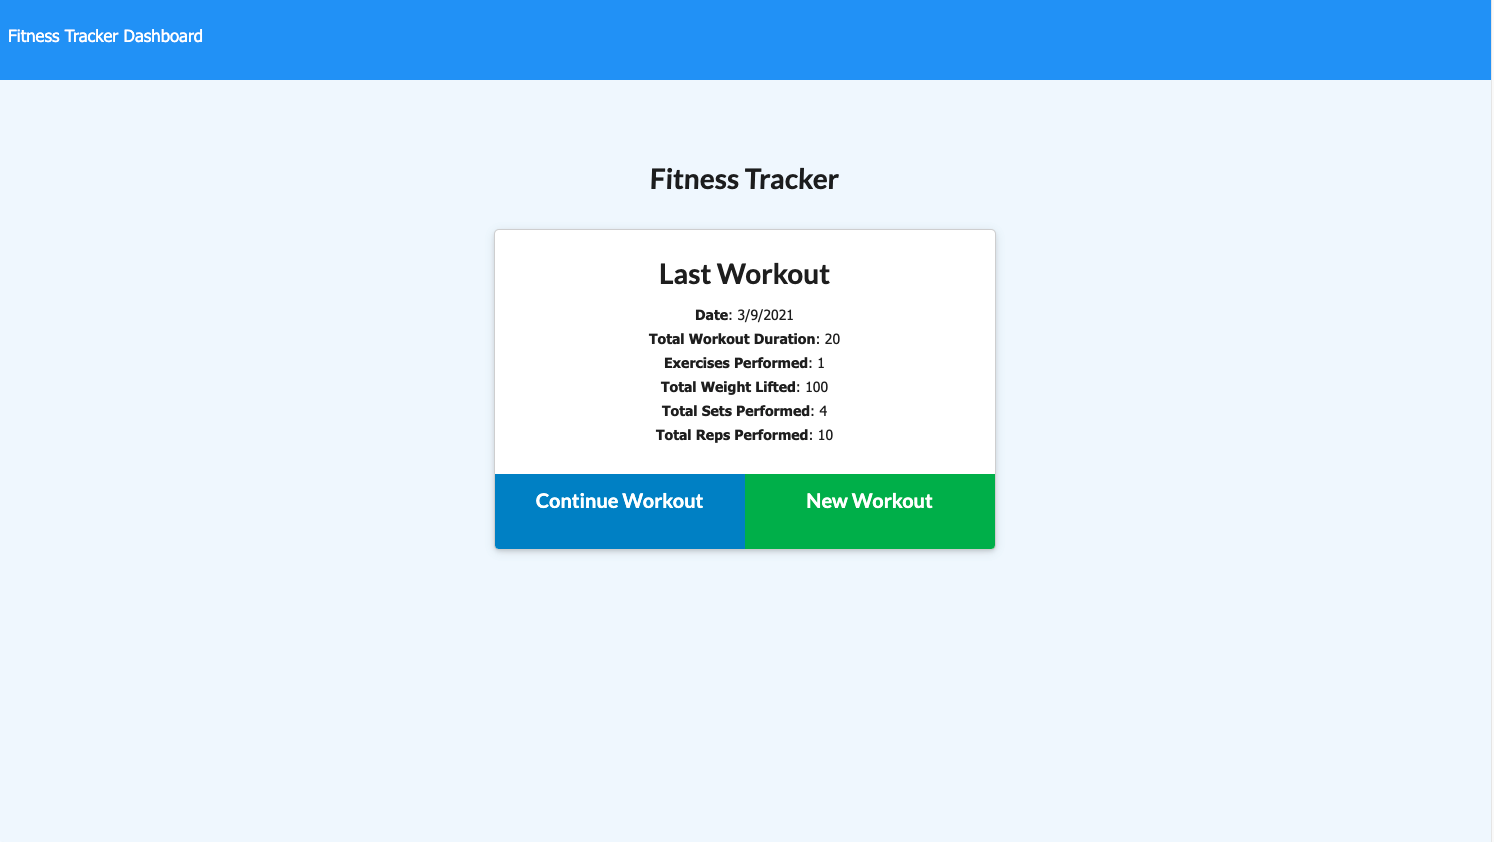 Fitness Tracker Dashboard
Fitness Tracker
Last Workout
Date: 3/9/2021
Total Workout Duration: 20
Exercises Performed: 1
Total Weight Lifted: 100
Total Sets Performed: 4
Total Reps Performed: 10
Continue Workout New Workout